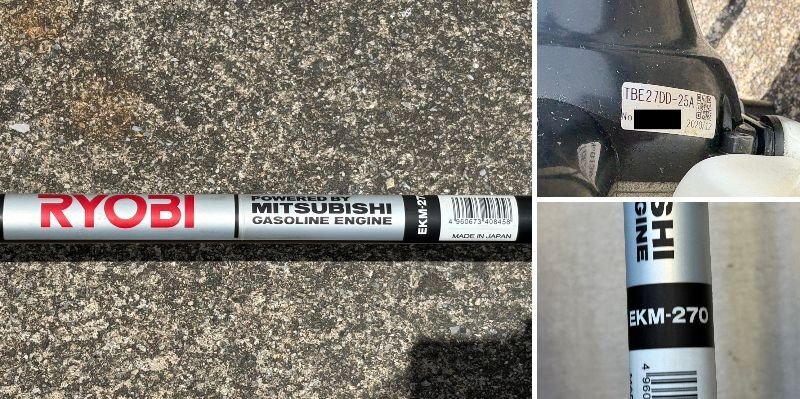 RYOBI
POWERED BY
MITSUBISHI
GASOLINE ENGINE
EKM-270
4 960673 408458
MADE IN JAPAN
TBE27DD-25A
No
2020/12
SHI
GINE
EKM-270
4 960